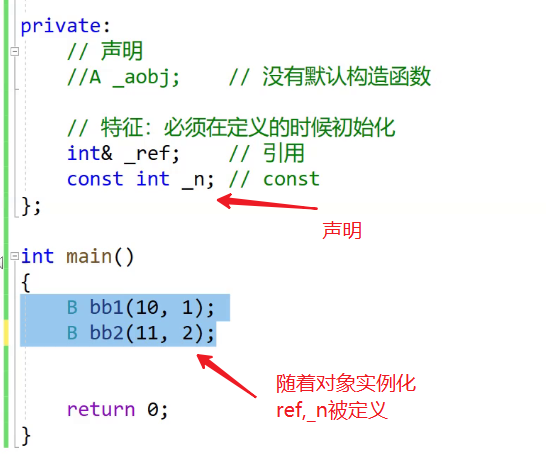 private:
// 声明
//A _aobj; // 没有默认构造函数
// 特征：必须在定义的时候初始化
int& _ref; // 引用
const int _n; // const
};
声明
int main()
{
B bb1(10, 1);
B bb2(11, 2);
随着对象实例化
ref,_n被定义
return 0;
}